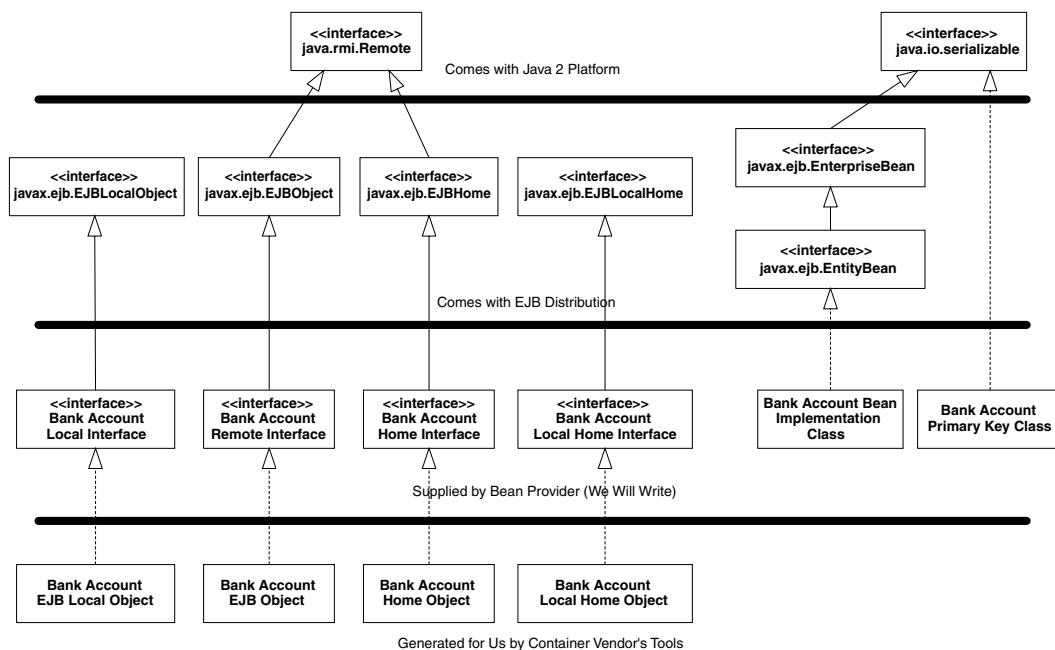 <<interface>>
java.rmi.Remote
<<interface>>
java.io.serializable
Comes with Java 2 Platform
<<interface>>
javax.ejb.EJBLocalObject
<<interface>>
javax.ejb.EJBObject
<<interface>>
javax.ejb.EJBHome
<<interface>>
javax.ejb.EJBLocalHome
<<interface>>
javax.ejb.EnterpriseBean
<<interface>>
javax.ejb.EntityBean
Comes with EJB Distribution
<<interface>>
Bank Account
Local Interface
<<interface>>
Bank Account
Remote Interface
<<interface>>
Bank Account
Home Interface
<<interface>>
Bank Account
Local Home Interface
Bank Account Bean
Implementation
Class
Bank Account
Primary Key Class
Supplied by Bean Provider (We Will Write)
Bank Account
EJB Local Object
Bank Account
EJB Object
Bank Account
Home Object
Bank Account
Local Home Object
Generated for Us by Container Vendor's Tools